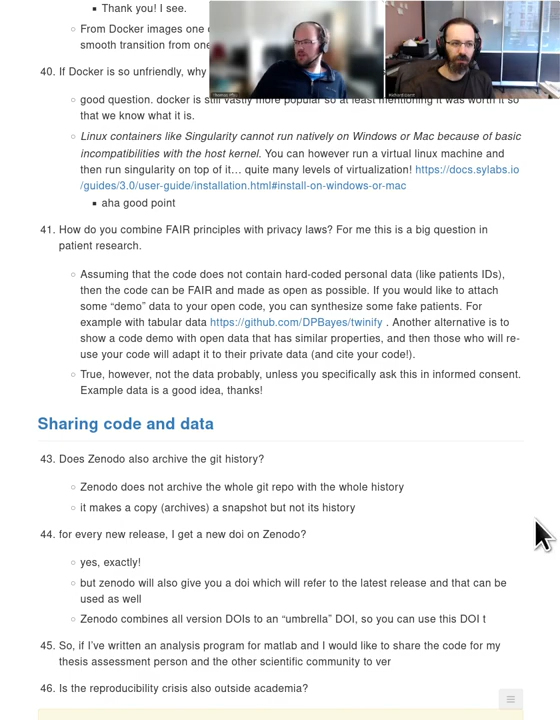 Thank you! I see.
From Docker images one c
smooth transition from one
40. If Docker is so unfriendly, why
good question. docker is still vastly more popular so at least mentioning it was worth it so
that we know what it is.
Linux containers like Singularity cannot run natively on Windows or Mac because of basic
incompatibilities with the host kernel. You can however run a virtual linux machine and
then run singularity on top of it… quite many levels of virtualization! https://docs.sylabs.io
/guides/3.0/user-guide/installation.html#install-on-windows-or-mac
aha good point
41. How do you combine FAIR principles with privacy laws? For me this is a big question in
patient research.
Assuming that the code does not contain hard-coded personal data (like patients IDs),
then the code can be FAIR and made as open as possible. If you would like to attach
some “demo” data to your open code, you can synthesize some fake patients. For
example with tabular data https://github.com/DPBayes/twinify . Another alternative is to
show a code demo with open data that has similar properties, and then those who will re-
use your code will adapt it to their private data (and cite your code!).
True, however, not the data probably, unless you specifically ask this in informed consent.
Example data is a good idea, thanks!
Sharing code and data
43. Does Zenodo also archive the git history?
Zenodo does not archive the whole git repo with the whole history
it makes a copy (archives) a snapshot but not its history
44. for every new release, I get a new doi on Zenodo?
yes, exactly!
but zenodo will also give you a doi which will refer to the latest release and that can be
used as well
Zenodo combines all version DOIs to an “umbrella” DOI, so you can use this DOI t
45. So, if I’ve written an analysis program for matlab and I would like to share the code for my
thesis assessment person and the other scientific community to ver
46. Is the reproducibility crisis also outside academia?